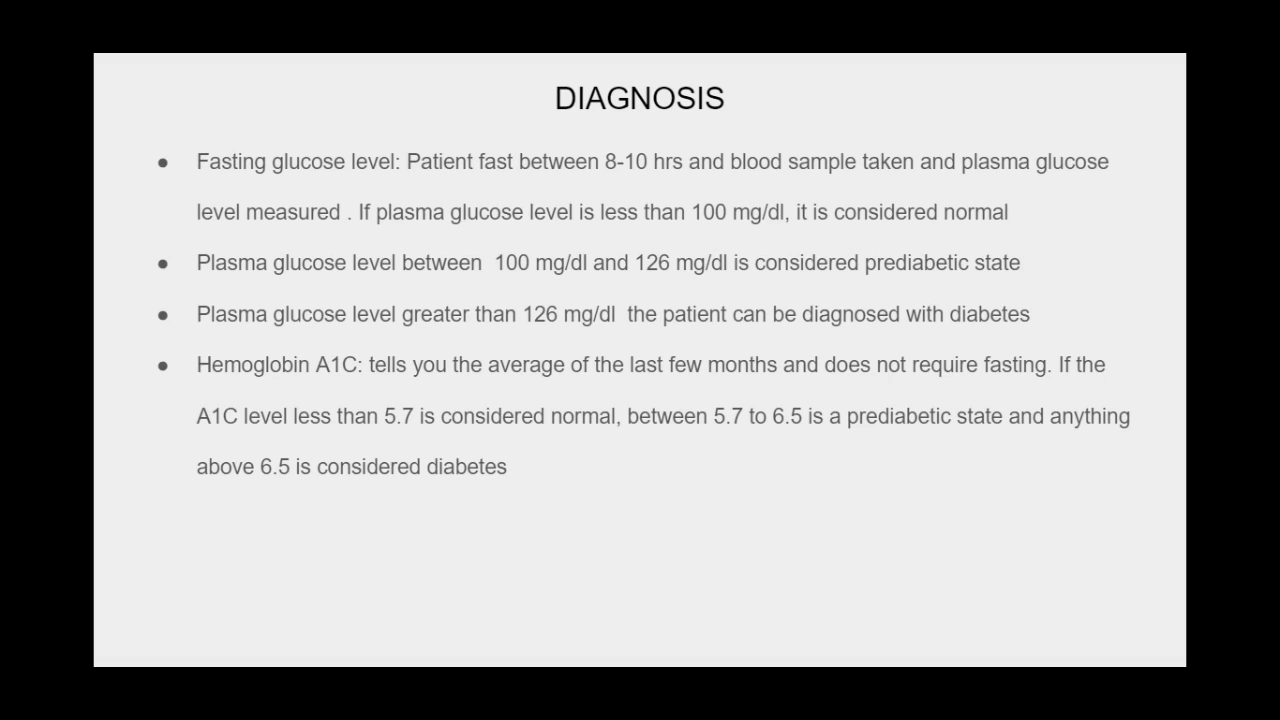 DIAGNOSIS
● Fasting glucose level: Patient fast between 8-10 hrs and blood sample taken and plasma glucose
level measured . If plasma glucose level is less than 100 mg/dl, it is considered normal
● Plasma glucose level between  100 mg/dl and 126 mg/dl is considered prediabetic state
● Plasma glucose level greater than 126 mg/dl  the patient can be diagnosed with diabetes
● Hemoglobin A1C: tells you the average of the last few months and does not require fasting. If the
A1C level less than 5.7 is considered normal, between 5.7 to 6.5 is a prediabetic state and anything
above 6.5 is considered diabetes